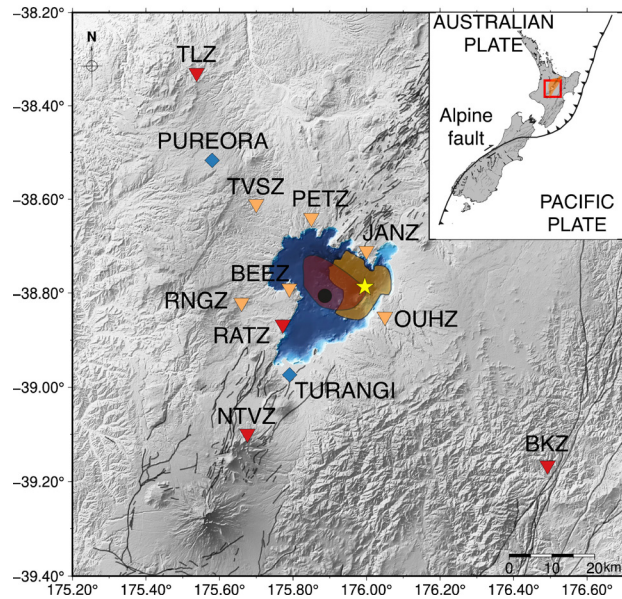 −38.20°
−38.40°
−38.60°
−38.80°
−39.00°
−39.20°
−39.40°
N
TLZ
PUREORA
TVSZ
PETZ
JANZ
BEEZ
RNGZ
RATZ
OUHZ
TURANGI
NTVZ
BKZ
AUSTRALIAN
PLATE
Alpine
fault
PACIFIC
PLATE
0 10 20km
175.20° 175.40° 175.60° 175.80° 176.00° 176.20° 176.40° 176.60°